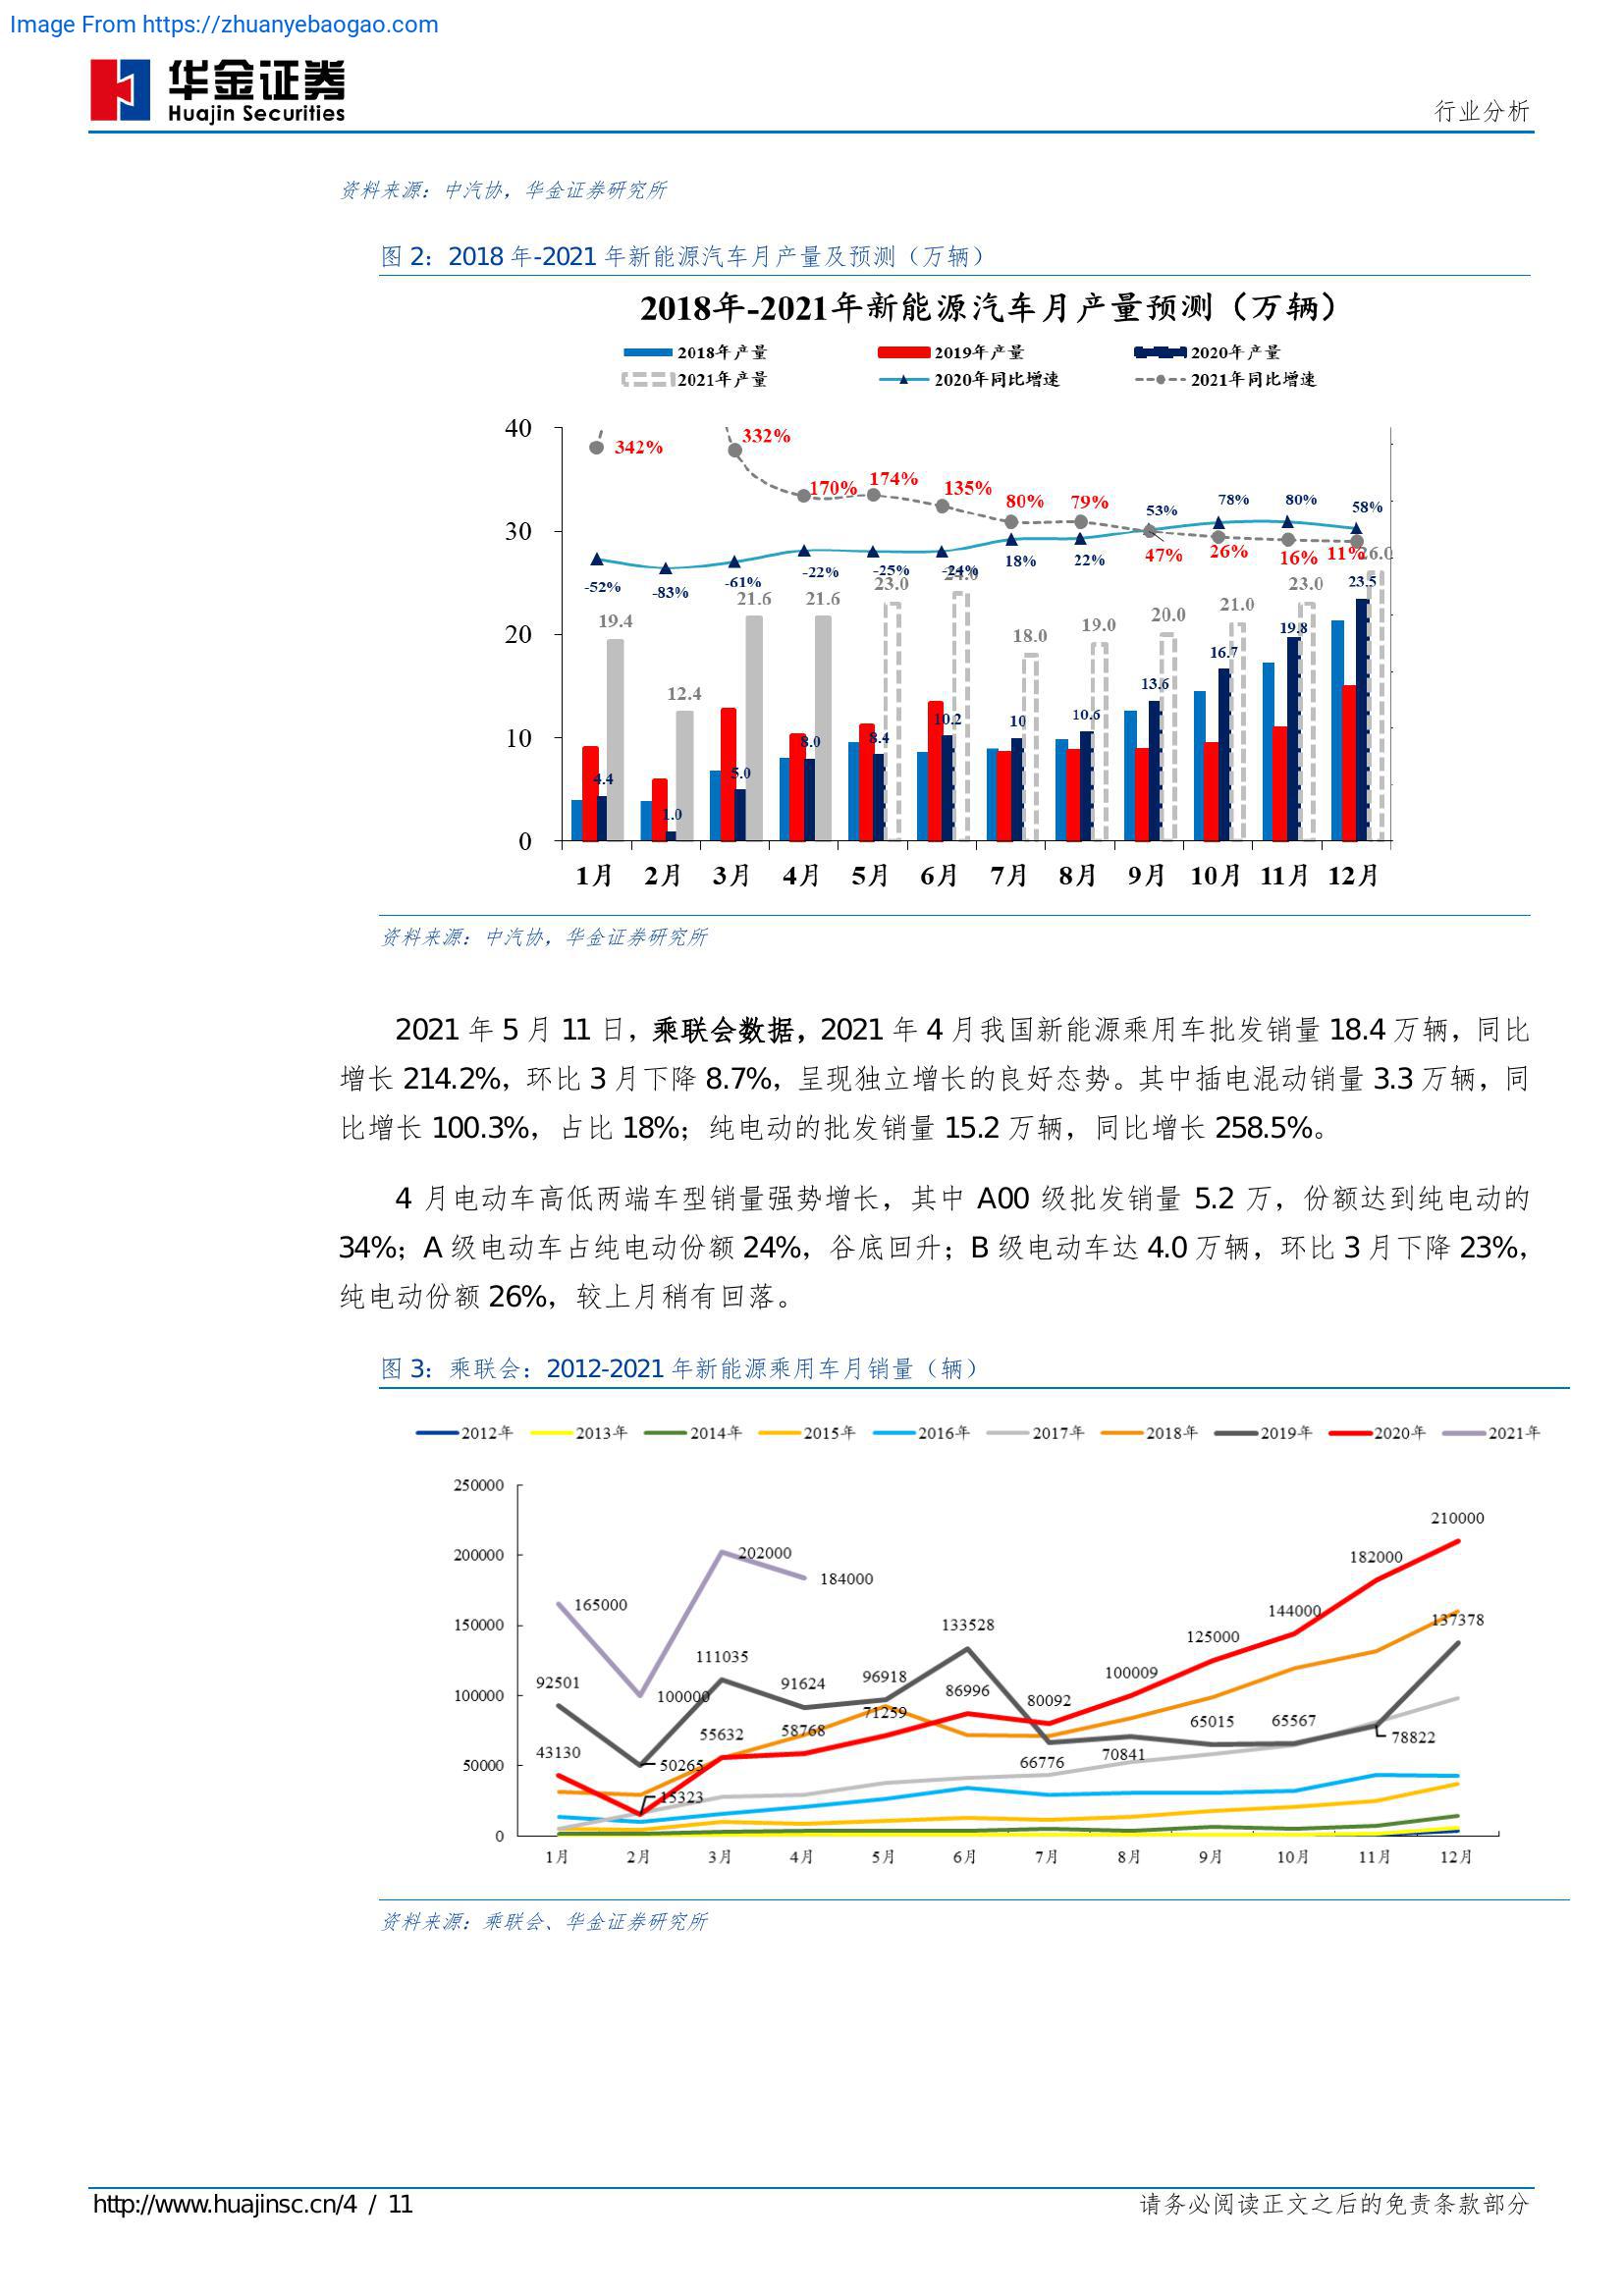 Image From https://zhuanyebaogao.com
华金证券
Huajin Securities
行业分析
资料来源：中汽协，华金证券研究所
图 2：2018 年-2021 年新能源汽车月产量及预测（万辆）
2018年-2021年新能源汽车月产量预测（万辆）
2018年产量 2019年产量 2020年产量
2021年产量 2020年同比增速 2021年同比增速
40
30
20
10
0
342% 332% 170% 174% 135% 80% 79% 47% 26% 16% 11%
-52% -83% -61% -22% -25% -24% 18% 22% 53% 78% 80% 58%
19.4 12.4 21.6 21.6 23.0 24.0 18.0 19.0 20.0 21.0 23.0 26.0
4.4 1.0 5.0 8.0 8.4 10.2 10 10.6 13.6 16.7 19.8 23.5
1月 2月 3月 4月 5月 6月 7月 8月 9月 10月 11月 12月
资料来源：中汽协，华金证券研究所
2021 年 5 月 11 日，乘联会数据，2021 年 4 月我国新能源乘用车批发销量 18.4 万辆，同比
增长 214.2%，环比 3 月下降 8.7%，呈现独立增长的良好态势。其中插电混动销量 3.3 万辆，同
比增长 100.3%，占比 18%；纯电动的批发销量 15.2 万辆，同比增长 258.5%。
4 月电动车高低两端车型销量强势增长，其中 A00 级批发销量 5.2 万，份额达到纯电动的
34%；A 级电动车占纯电动份额 24%，谷底回升；B 级电动车达 4.0 万辆，环比 3 月下降 23%，
纯电动份额 26%，较上月稍有回落。
图 3：乘联会：2012-2021 年新能源乘用车月销量（辆）
2012年 2013年 2014年 2015年 2016年 2017年 2018年 2019年 2020年 2021年
250000
200000
150000
100000
50000
0
165000 100000 202000 184000
92501 50265 111035 91624 96918 133528 66776 70841 65015 65567 78822 137378
43130 15323 55632 58768 71259 86996 80092 100009 125000 144000 182000 210000
1月 2月 3月 4月 5月 6月 7月 8月 9月 10月 11月 12月
资料来源：乘联会、华金证券研究所
http://www.huajinsc.cn/4 / 11
请务必阅读正文之后的免责条款部分